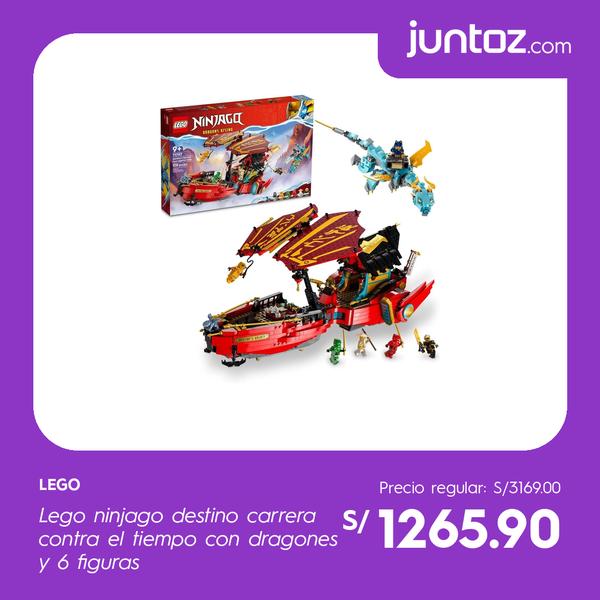 juntoz.com
LEGO NINJAGO
DRAGONS RISING
9+
LEGO
Precio regular: S/3169.00
Lego ninjago destino carrera
contra el tiempo con dragones
y 6 figuras
S/ 1265.90